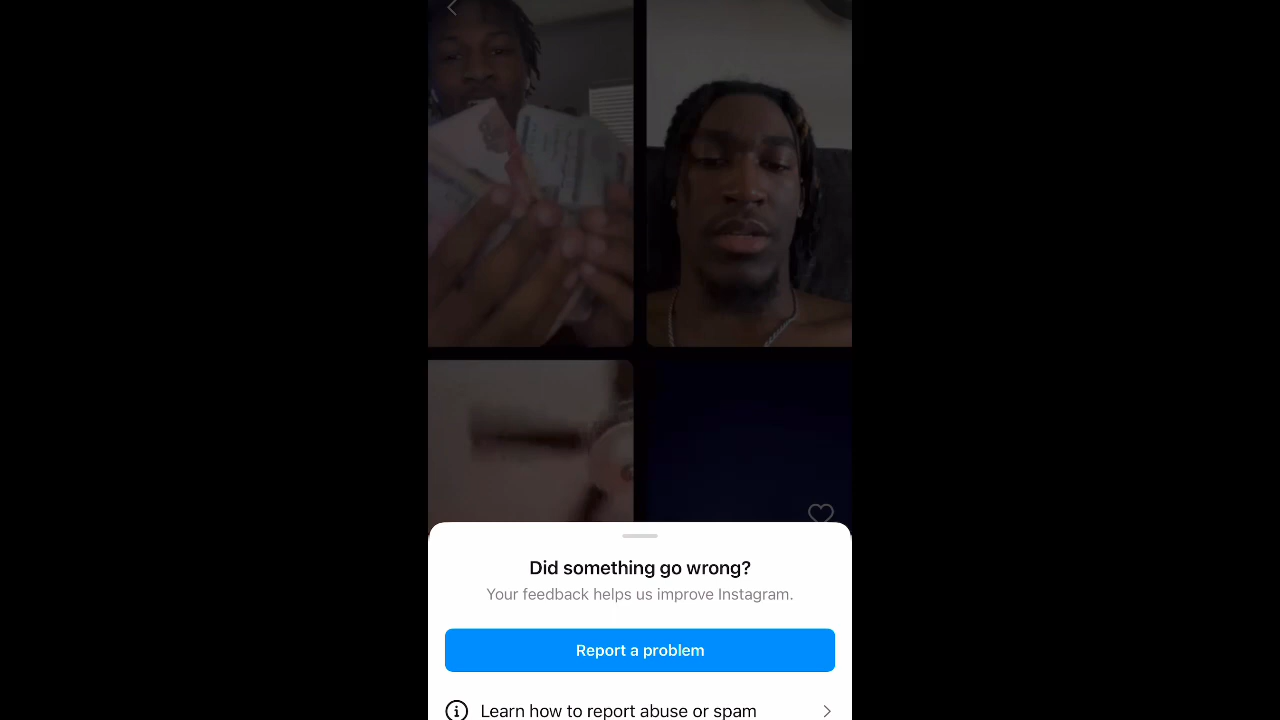 Did something go wrong?
Your feedback helps us improve Instagram.
Report a problem
Learn how to report abuse or spam